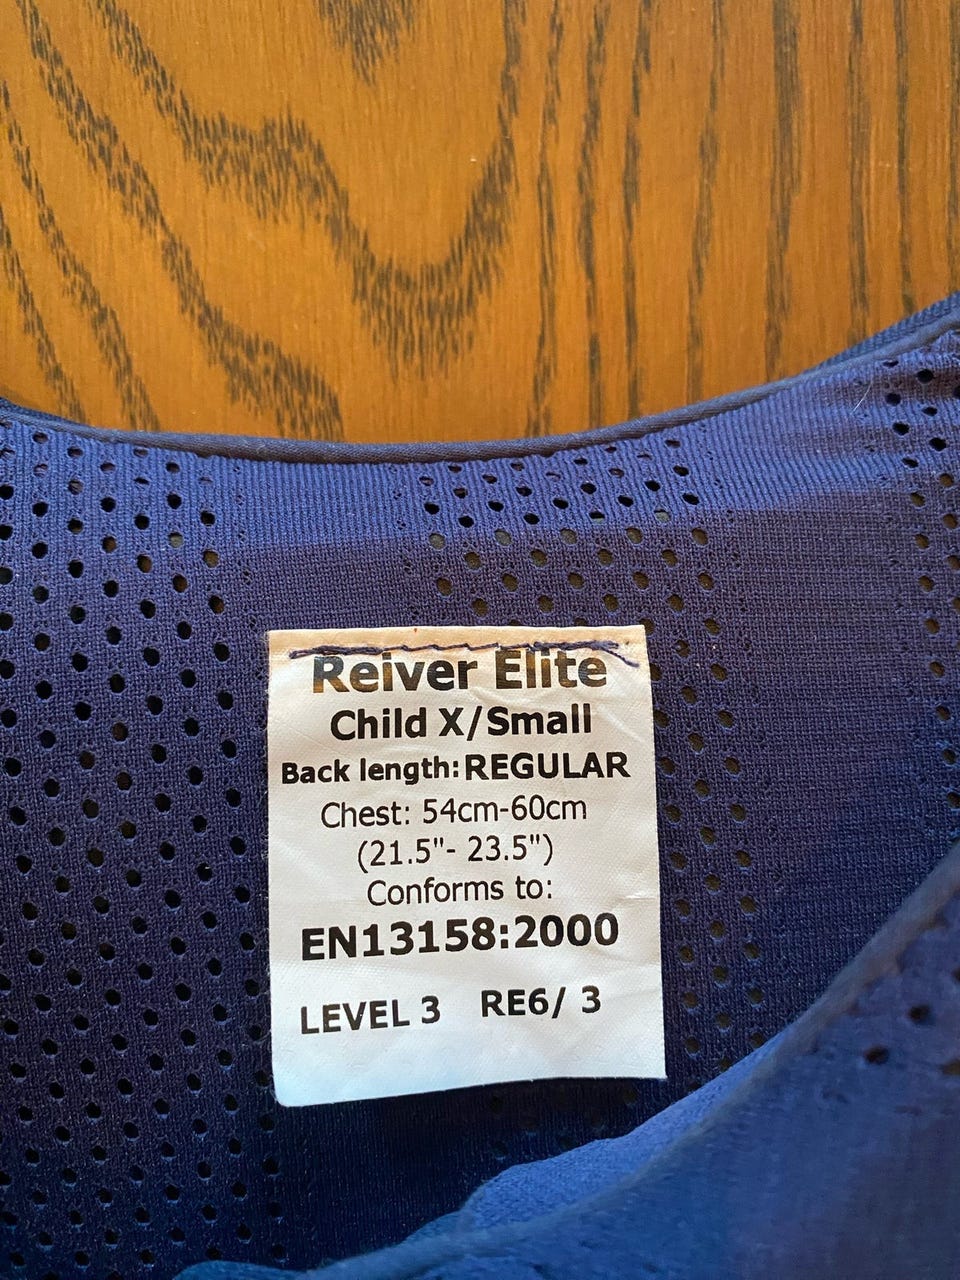 Reiver Elite
Child X/Small
Back length:REGULAR
Chest: 54cm-60cm
(21.5"- 23.5")
Conforms to:
EN13158:2000
LEVEL 3 RE6/ 3